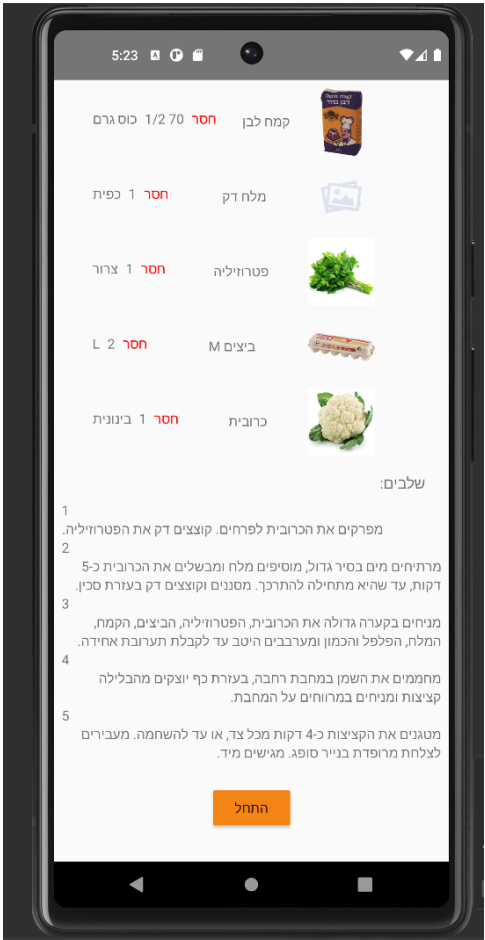 5:23
קמח לבן חסר 70 1/2 כוס גרם
מלח דק חסר 1 כפית
פטרוזיליה חסר 1 צרור
ביצים M חסר 2 L
כרובית חסר 1 בינונית
שלבים:
1
מפרקים את הכרובית לפרחים. קוצצים דק את הפטרוזיליה.
2
מרתיחים מים בסיר גדול, מוסיפים מלח ומבשלים את הכרובית כ-5
דקות, עד שהיא מתחילה להתרכך. מסננים וקוצצים דק בעזרת סכין.
3
מניחים בקערה גדולה את הכרובית, הפטרוזיליה, הביצים, הקמח,
המלח, הפלפל והכמון ומערבבים היטב עד לקבלת תערובת אחידה.
4
מחממים את השמן במחבת רחבה, בעזרת כף יוצקים מהבלילה
קציצות ומניחים במרווחים על המחבת.
5
מטגנים את הקציצות כ-4 דקות מכל צד, או עד להשחמה. מעבירים
לצלחת מרופדת בנייר סופג. מגישים מיד.
התחל